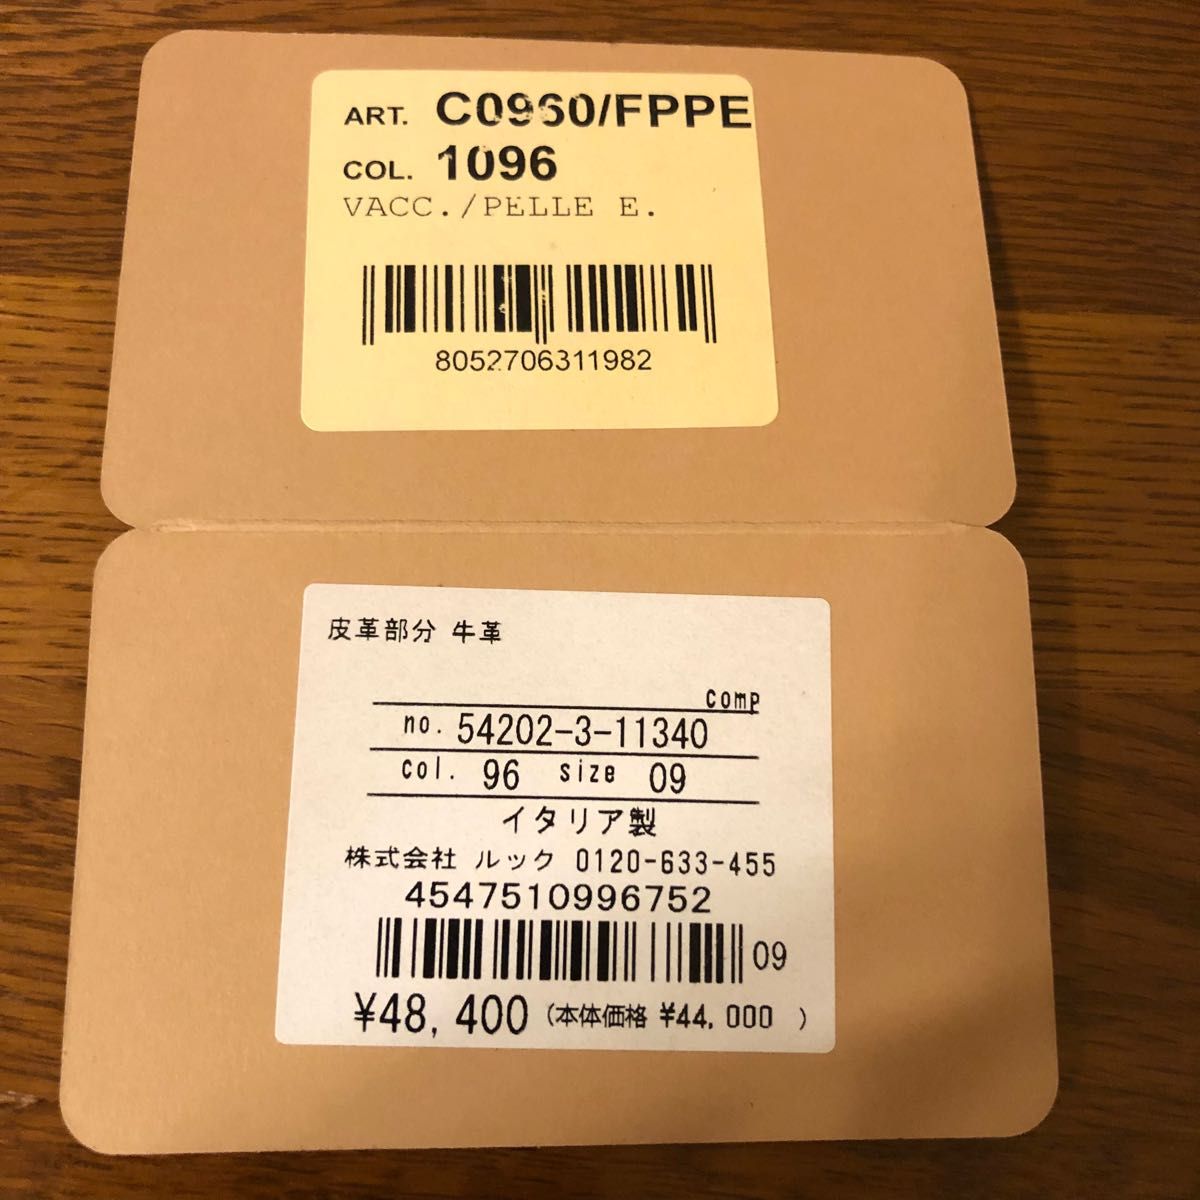 ART. C0960/FPPE
COL. 1096
VACC./PELLE E.
8052706311982
皮革部分 牛革
comp
no. 54202-3-11340
col. 96 size 09
イタリア製
株式会社 ルック 0120-633-455
4547510996752
09
¥48,400 (本体価格 ¥44,000 )